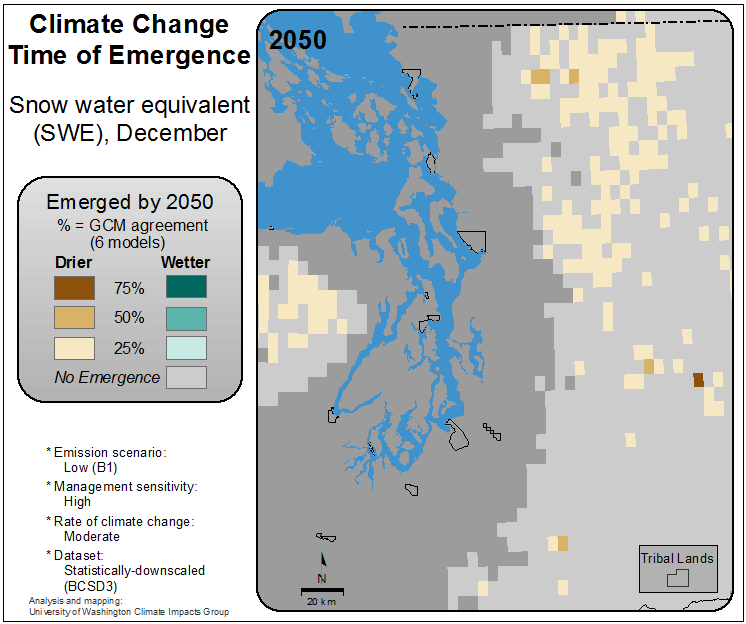 Climate Change
Time of Emergence
Snow water equivalent
(SWE), December
Emerged by 2050
% = GCM agreement
(6 models)
Drier Wetter
75%
50%
25%
No Emergence
* Emission scenario:
Low (B1)
* Management sensitivity:
High
* Rate of climate change:
Moderate
* Dataset:
Statistically-downscaled
(BCSD3)
Analysis and mapping:
University of Washington Climate Impacts Group
2050
N
20 km
Tribal Lands